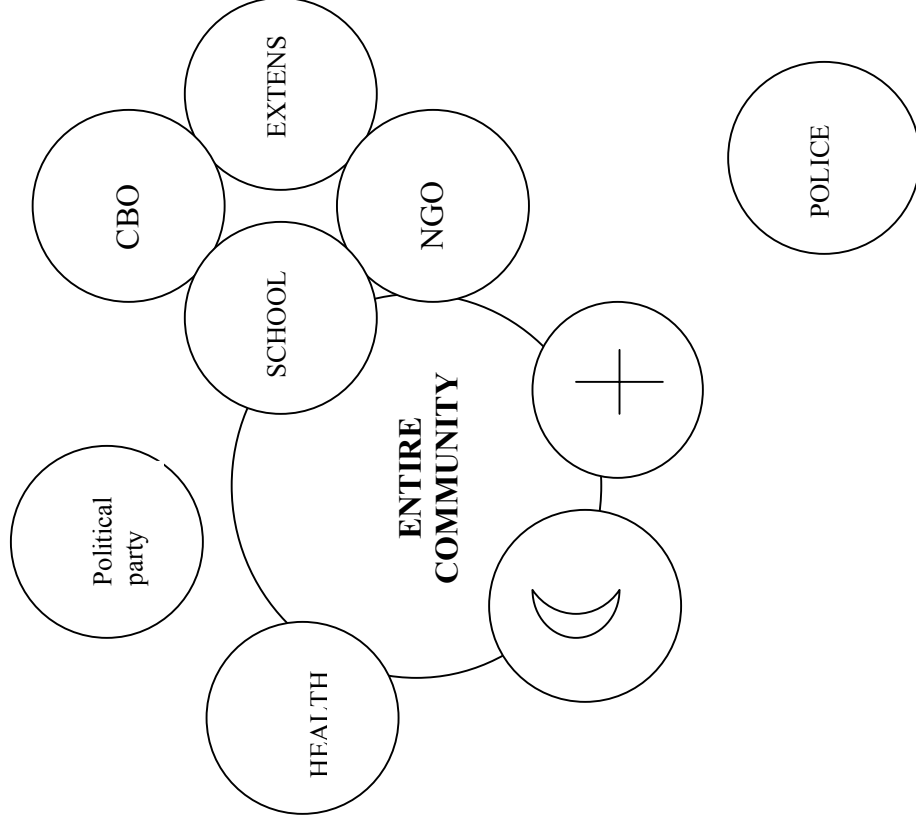 POLICE
EXTENS
CBO
NGO
SCHOOL
ENTIRE
COMMUNITY
Political
party
HEALTH